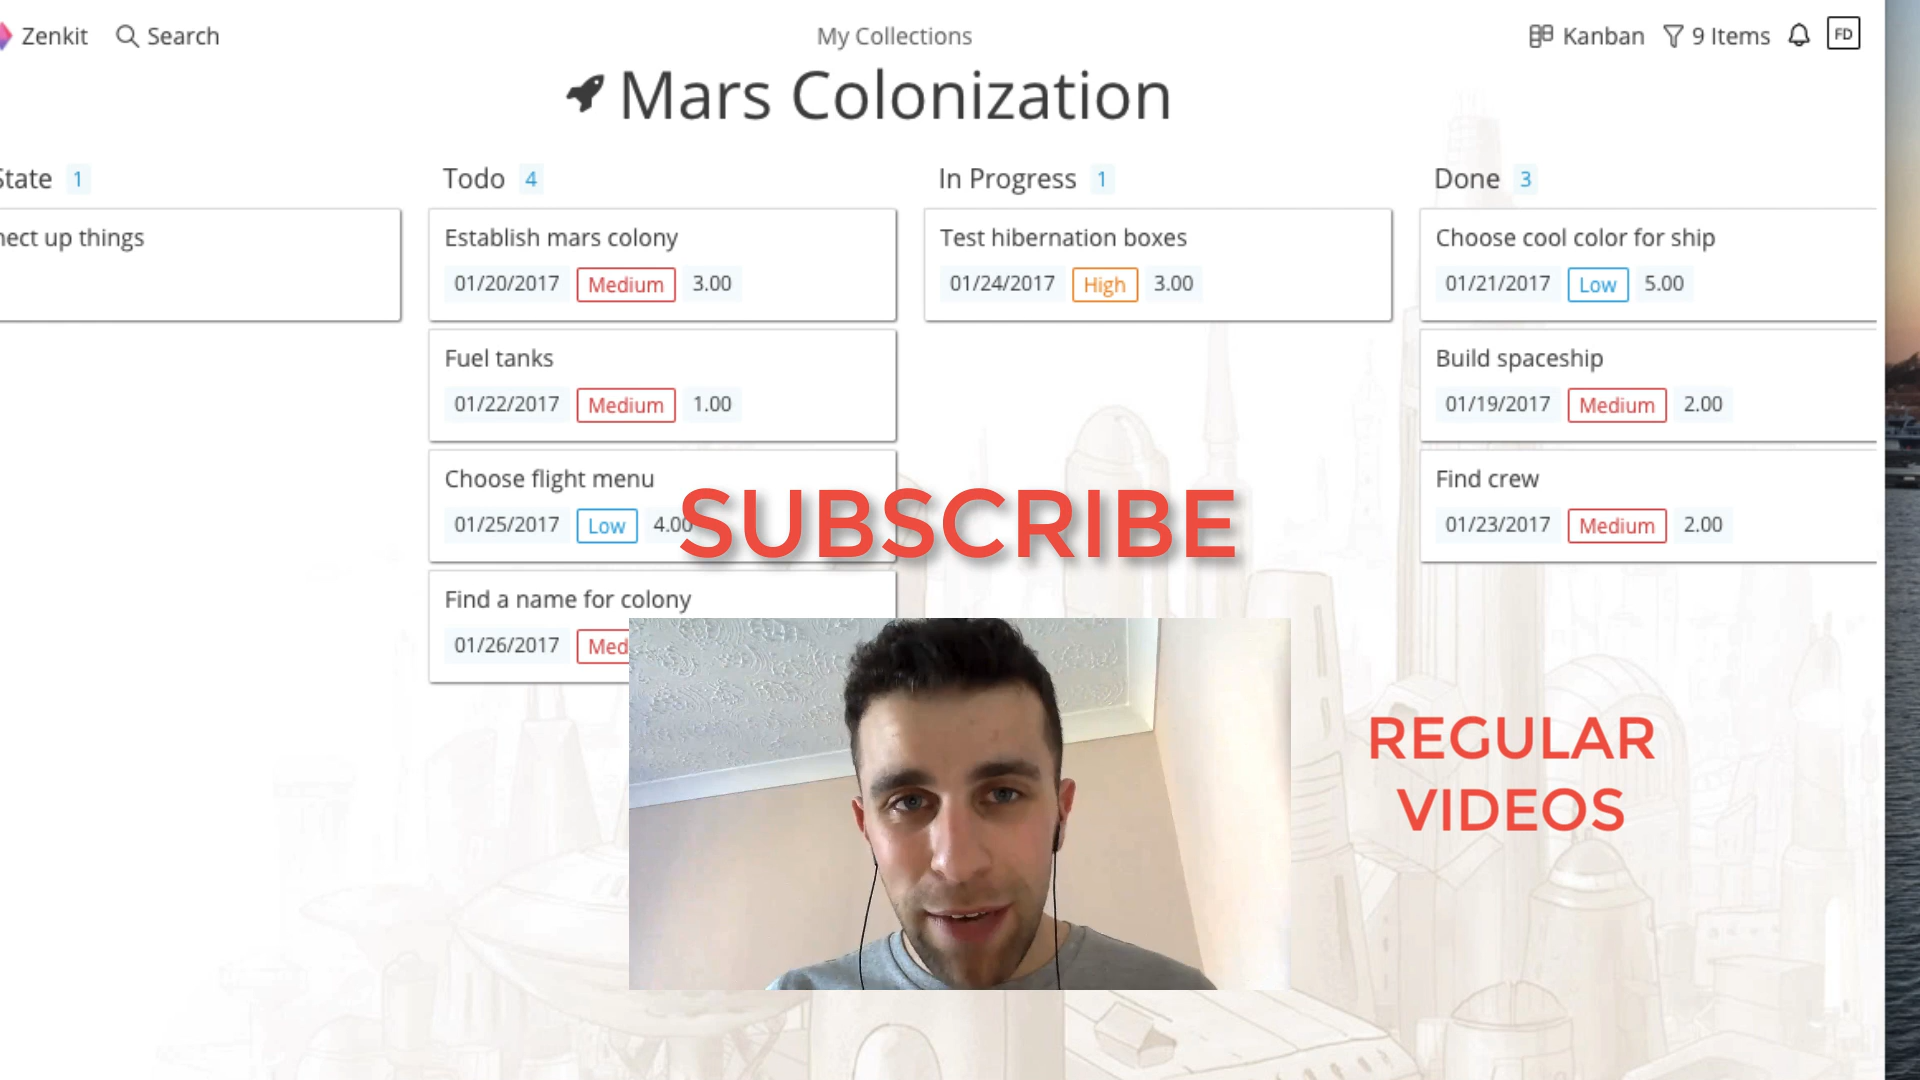 Zenkit Search My Collections Kanban 9 Items FD
Mars Colonization
State 1
nect up things
Todo 4
Establish mars colony
01/20/2017 Medium 3.00
Fuel tanks
01/22/2017 Medium 1.00
Choose flight menu
01/25/2017 Low 4.00
Find a name for colony
01/26/2017 Med
In Progress 1
Test hibernation boxes
01/24/2017 High 3.00
Done 3
Choose cool color for ship
01/21/2017 Low 5.00
Build spaceship
01/19/2017 Medium 2.00
Find crew
01/23/2017 Medium 2.00
SUBSCRIBE
REGULAR
VIDEOS